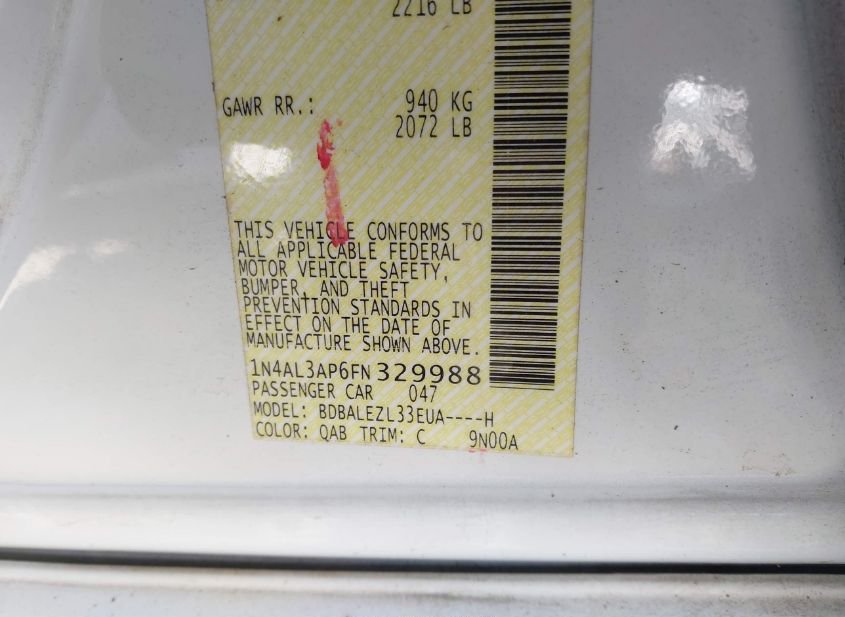 2216 LB
GAWR RR.: 940 KG
2072 LB
THIS VEHICLE CONFORMS TO
ALL APPLICABLE FEDERAL
MOTOR VEHICLE SAFETY,
BUMPER, AND THEFT
PREVENTION STANDARDS IN
EFFECT ON THE DATE OF
MANUFACTURE SHOWN ABOVE.
1N4AL3AP6FN 329988
PASSENGER CAR 047
MODEL: BDBALEZL33EUA----H
COLOR: QAB TRIM: C 9N00A